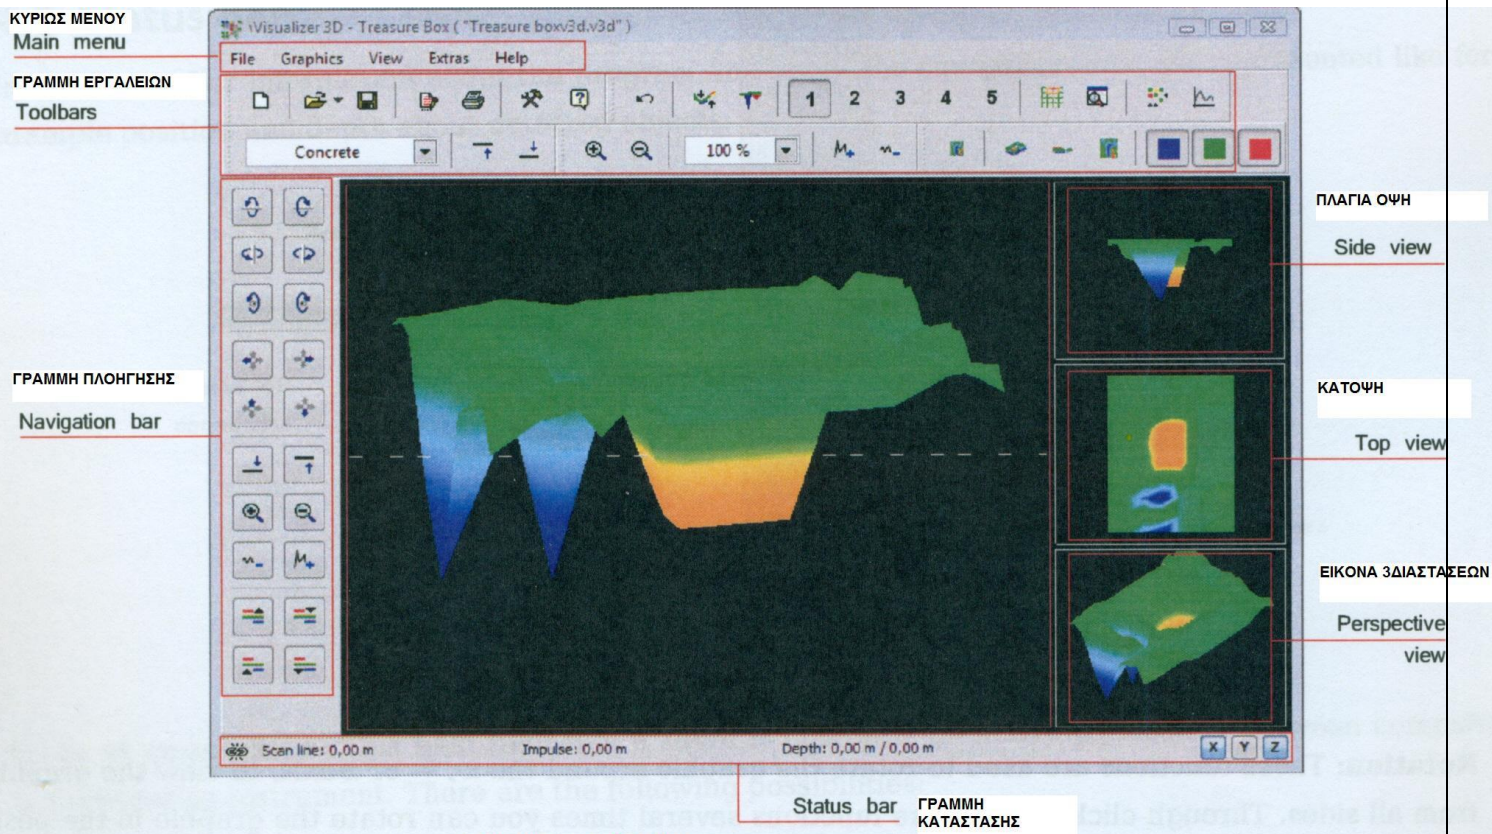 ΚΥΡΙΩΣ ΜΕΝΟΥ
Main menu
ΓΡΑΜΜΗ ΕΡΓΑΛΕΙΩΝ
Toolbars
Visualizer 3D - Treasure Box ( "Treasure boxv3d.v3d" )
File Graphics View Extras Help
1 2 3 4 5
Concrete
100 %
ΠΛΑΓΙΑ ΟΨΗ
Side view
ΓΡΑΜΜΗ ΠΛΟΗΓΗΣΗΣ
Navigation bar
ΚΑΤΟΨΗ
Top view
ΕΙΚΟΝΑ 3ΔΙΑΣΤΑΣΕΩΝ
Perspective
view
Scan line: 0,00 m Impulse: 0,00 m Depth: 0,00 m / 0,00 m X Y Z
Status bar
ΓΡΑΜΜΗ
ΚΑΤΑΣΤΑΣΗΣ